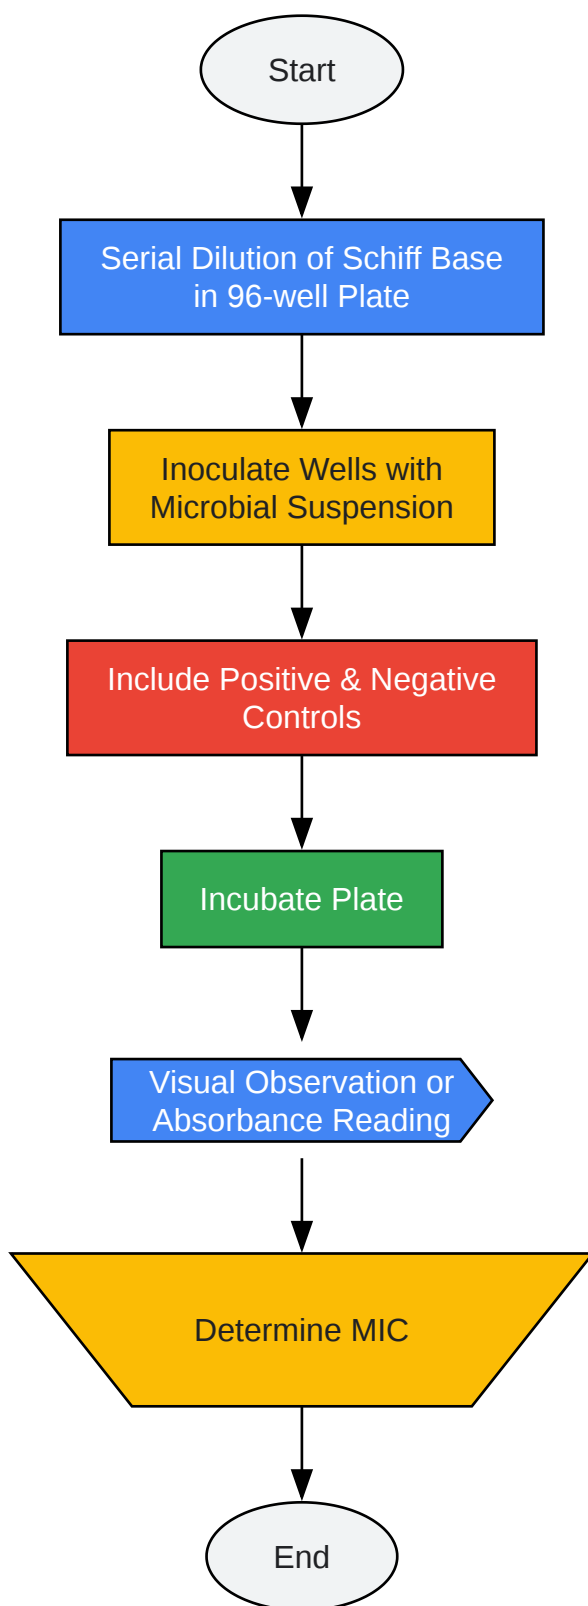 Start
Serial Dilution of Schiff Base
in 96-well Plate
Inoculate Wells with
Microbial Suspension
Include Positive & Negative
Controls
Incubate Plate
Visual Observation or
Absorbance Reading
Determine MIC
End